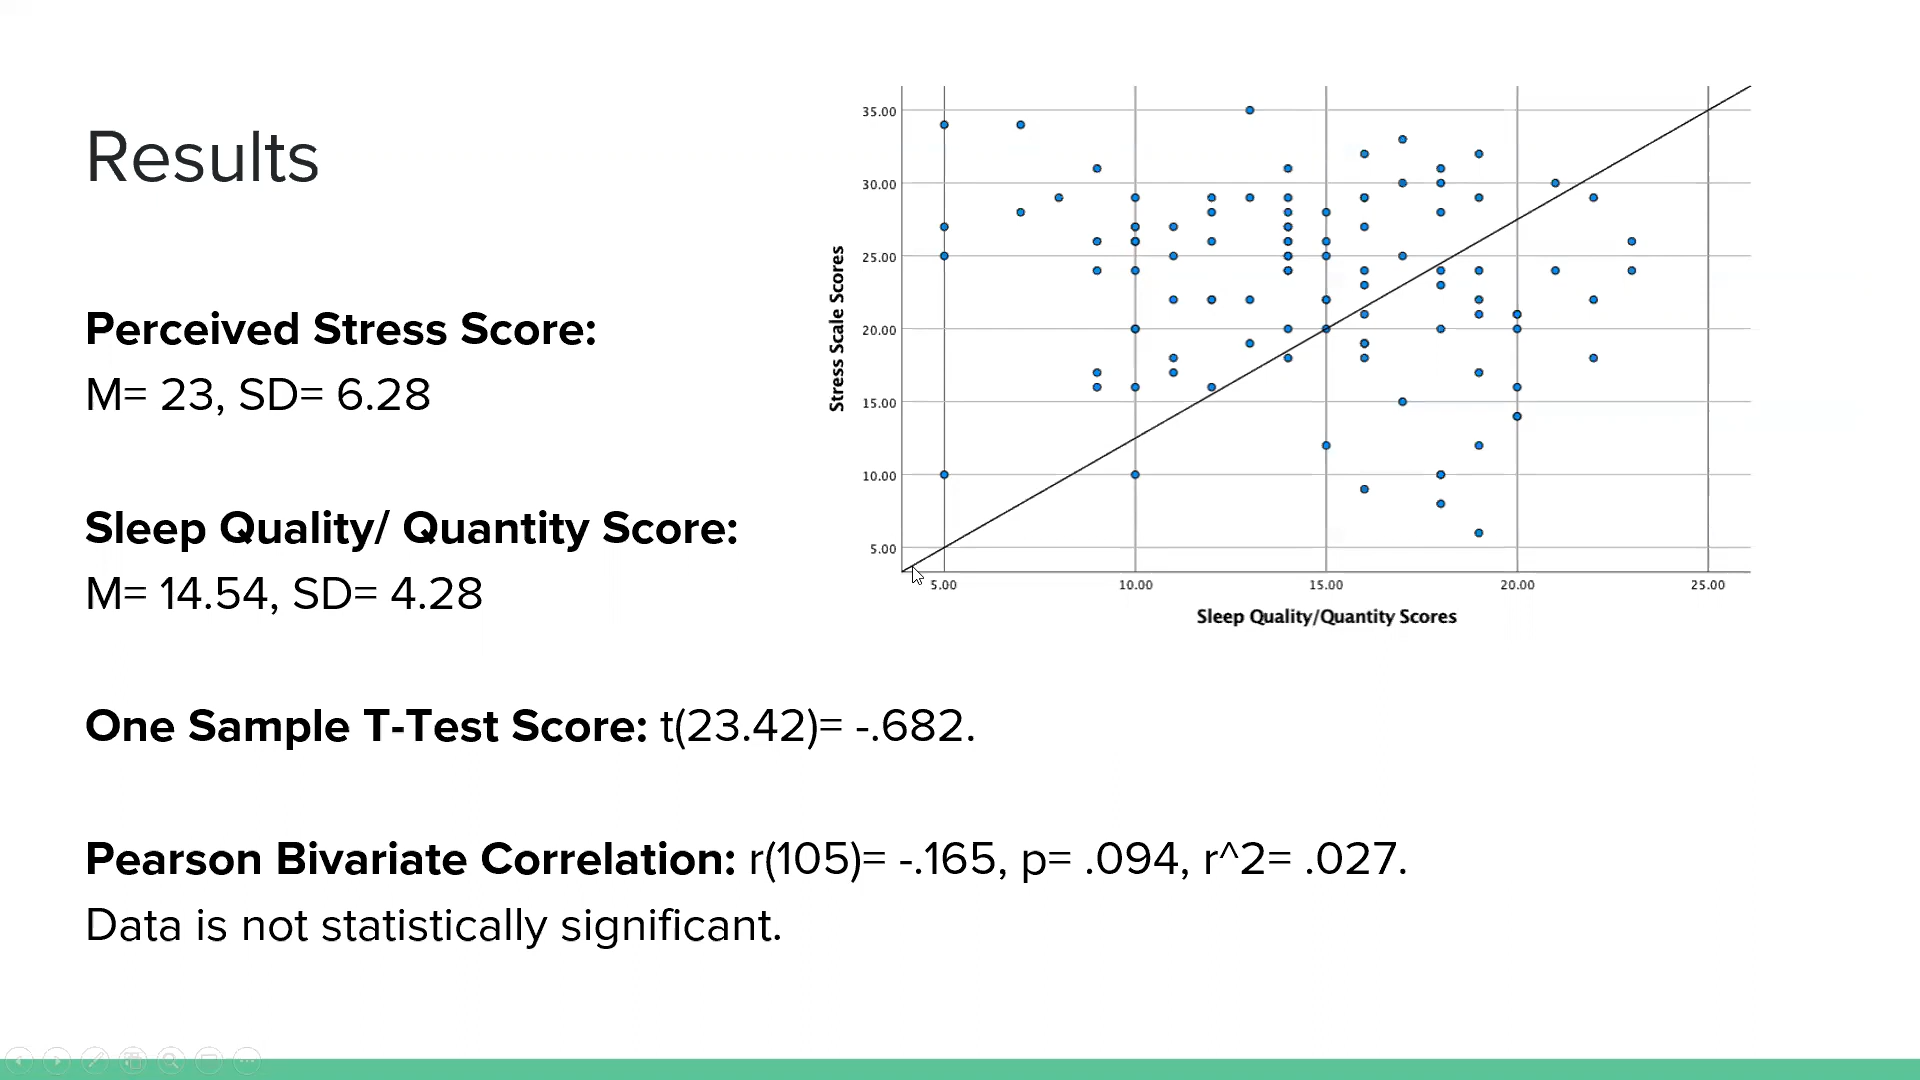 Results
Perceived Stress Score:
M= 23, SD= 6.28
Sleep Quality/ Quantity Score:
M= 14.54, SD= 4.28
One Sample T-Test Score: t(23.42)= -.682.
Pearson Bivariate Correlation: r(105)= -.165, p= .094, r^2= .027.
Data is not statistically significant.
Stress Scale Scores
35.00
30.00
25.00
20.00
15.00
10.00
5.00
5.00 10.00 15.00 20.00 25.00
Sleep Quality/Quantity Scores